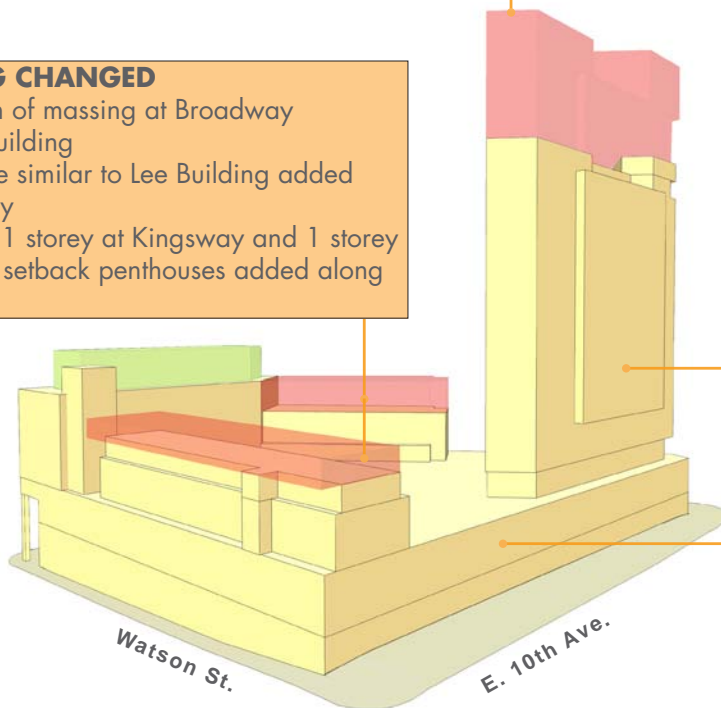 CHANGED
of massing at Broadway
similar to Lee Building added
1 storey at Kingsway and 1 storey
setback penthouses added along
Watson St.
E. 10th Ave.